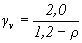 γᵥ = 2,0 / (1,2 − ρ)